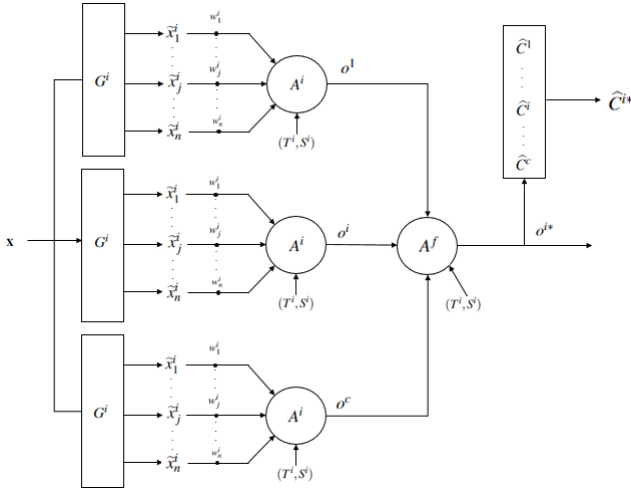 x
G^i
x̃_1^i
x̃_j^i
x̃_n^i
w_1^i
w_j^i
w_n^i
A^i
(T^i, S^i)
o^1
G^i
x̃_1^i
x̃_j^i
x̃_n^i
w_1^i
w_j^i
w_n^i
A^i
(T^i, S^i)
o^i
G^i
x̃_1^i
x̃_j^i
x̃_n^i
w_1^i
w_j^i
w_n^i
A^i
(T^i, S^i)
o^c
A^f
(T^i, S^i)
o^{i*}
Ĉ^1
Ĉ^i
Ĉ^c
Ĉ^{i*}